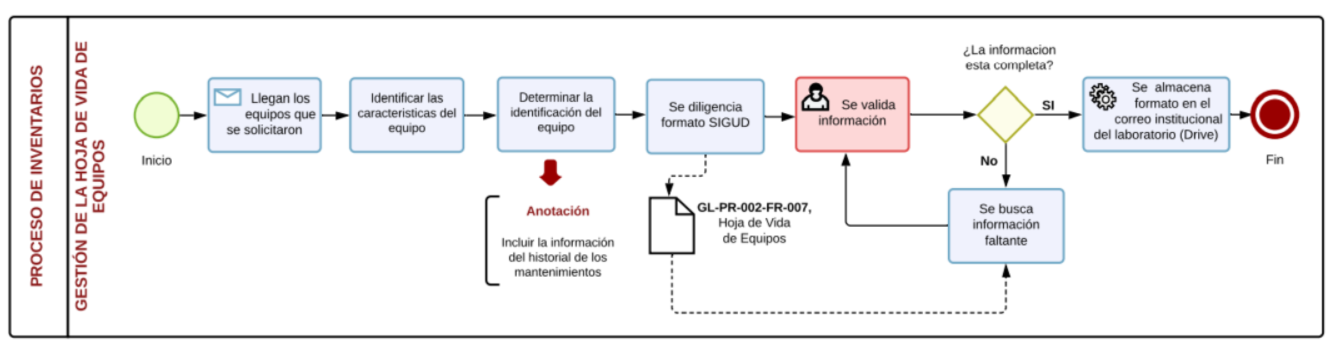 PROCESO DE INVENTARIOS
GESTIÓN DE LA HOJA DE VIDA DE
EQUIPOS
Inicio
Llegan los
equipos que
se solicitaron
Identificar las
caracteristicas del
equipo
Determinar la
identificación del
equipo
Anotación
Incluir la información
del historial de los
mantenimientos
Se diligencia
formato SIGUD
GL-PR-002-FR-007,
Hoja de Vida
de Equipos
Se valida
información
¿La informacion
esta completa?
SI
No
Se busca
información
faltante
Se almacena
formato en el
correo institucional
del laboratorio (Drive)
Fin